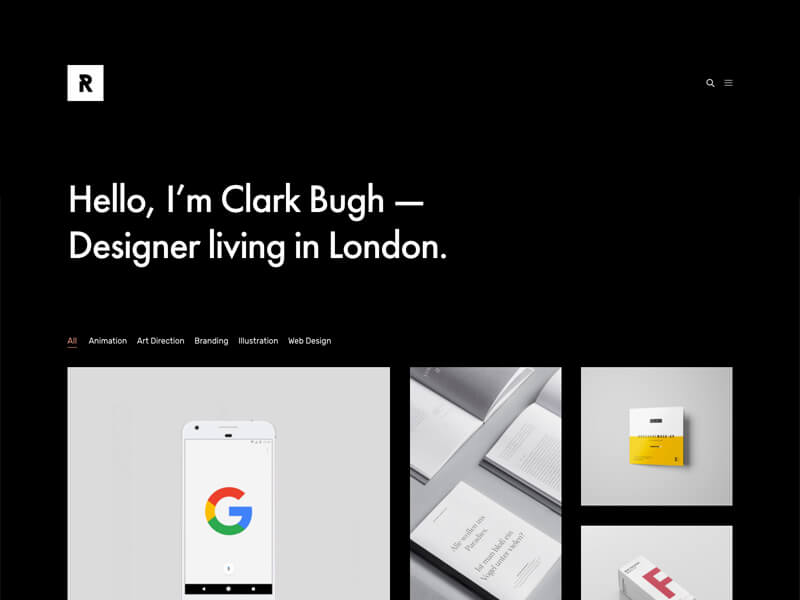 R
Hello, I’m Clark Bugh —
Designer living in London.
All Animation Art Direction Branding Illustration Web Design
G
Alle wollen ins
Paradies.
Ist man bloß ein
Vogel unter vielen?
F